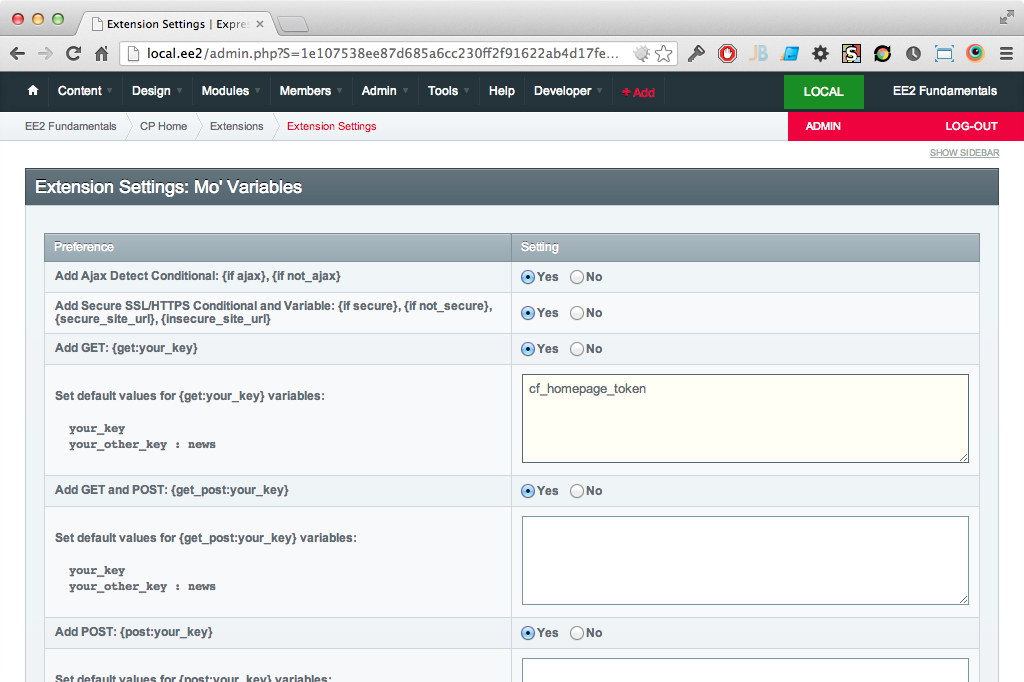 Extension Settings | Expre
local.ee2/admin.php?S=1e107538ee87d685a6cc230ff2f91622ab4d17fe...
JB
S
Content Design Modules Members Admin Tools Help Developer +Add LOCAL EE2 Fundamentals
EE2 Fundamentals CP Home Extensions Extension Settings ADMIN LOG-OUT
SHOW SIDEBAR
Extension Settings: Mo' Variables
Preference Setting
Add Ajax Detect Conditional: {if ajax}, {if not_ajax} Yes No
Add Secure SSL/HTTPS Conditional and Variable: {if secure}, {if not_secure},
{secure_site_url}, {insecure_site_url} Yes No
Add GET: {get:your_key} Yes No
cf_homepage_token
Set default values for {get:your_key} variables:
your_key
your_other_key : news
Add GET and POST: {get_post:your_key} Yes No
Set default values for {get_post:your_key} variables:
your_key
your_other_key : news
Add POST: {post:your_key} Yes No
Set default values for {post:your_key} variables: